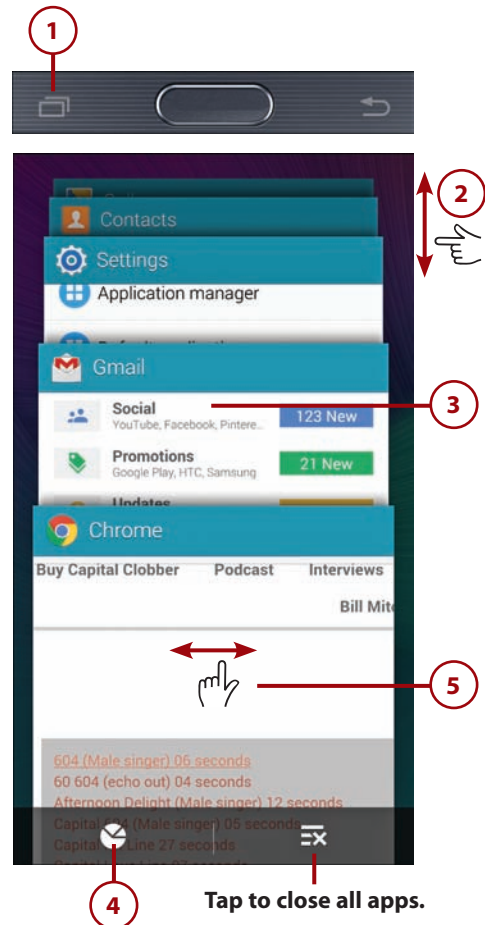 1
2
Contacts
Settings
Application manager
Gmail
3
Social
123 New
YouTube, Facebook, Pintere..
Promotions
21 New
Google Play, HTC, Samsung
Updates
Chrome
Buy Capital Clobber Podcast Interviews
Bill Mit
5
604 (Male singer) 06 seconds
60 604 (echo out) 04 seconds
Afternoon Delight (Male singer) 12 seconds
Capital 604 (Male singer) 05 seconds
Capital Line 27 seconds
4
Tap to close all apps.